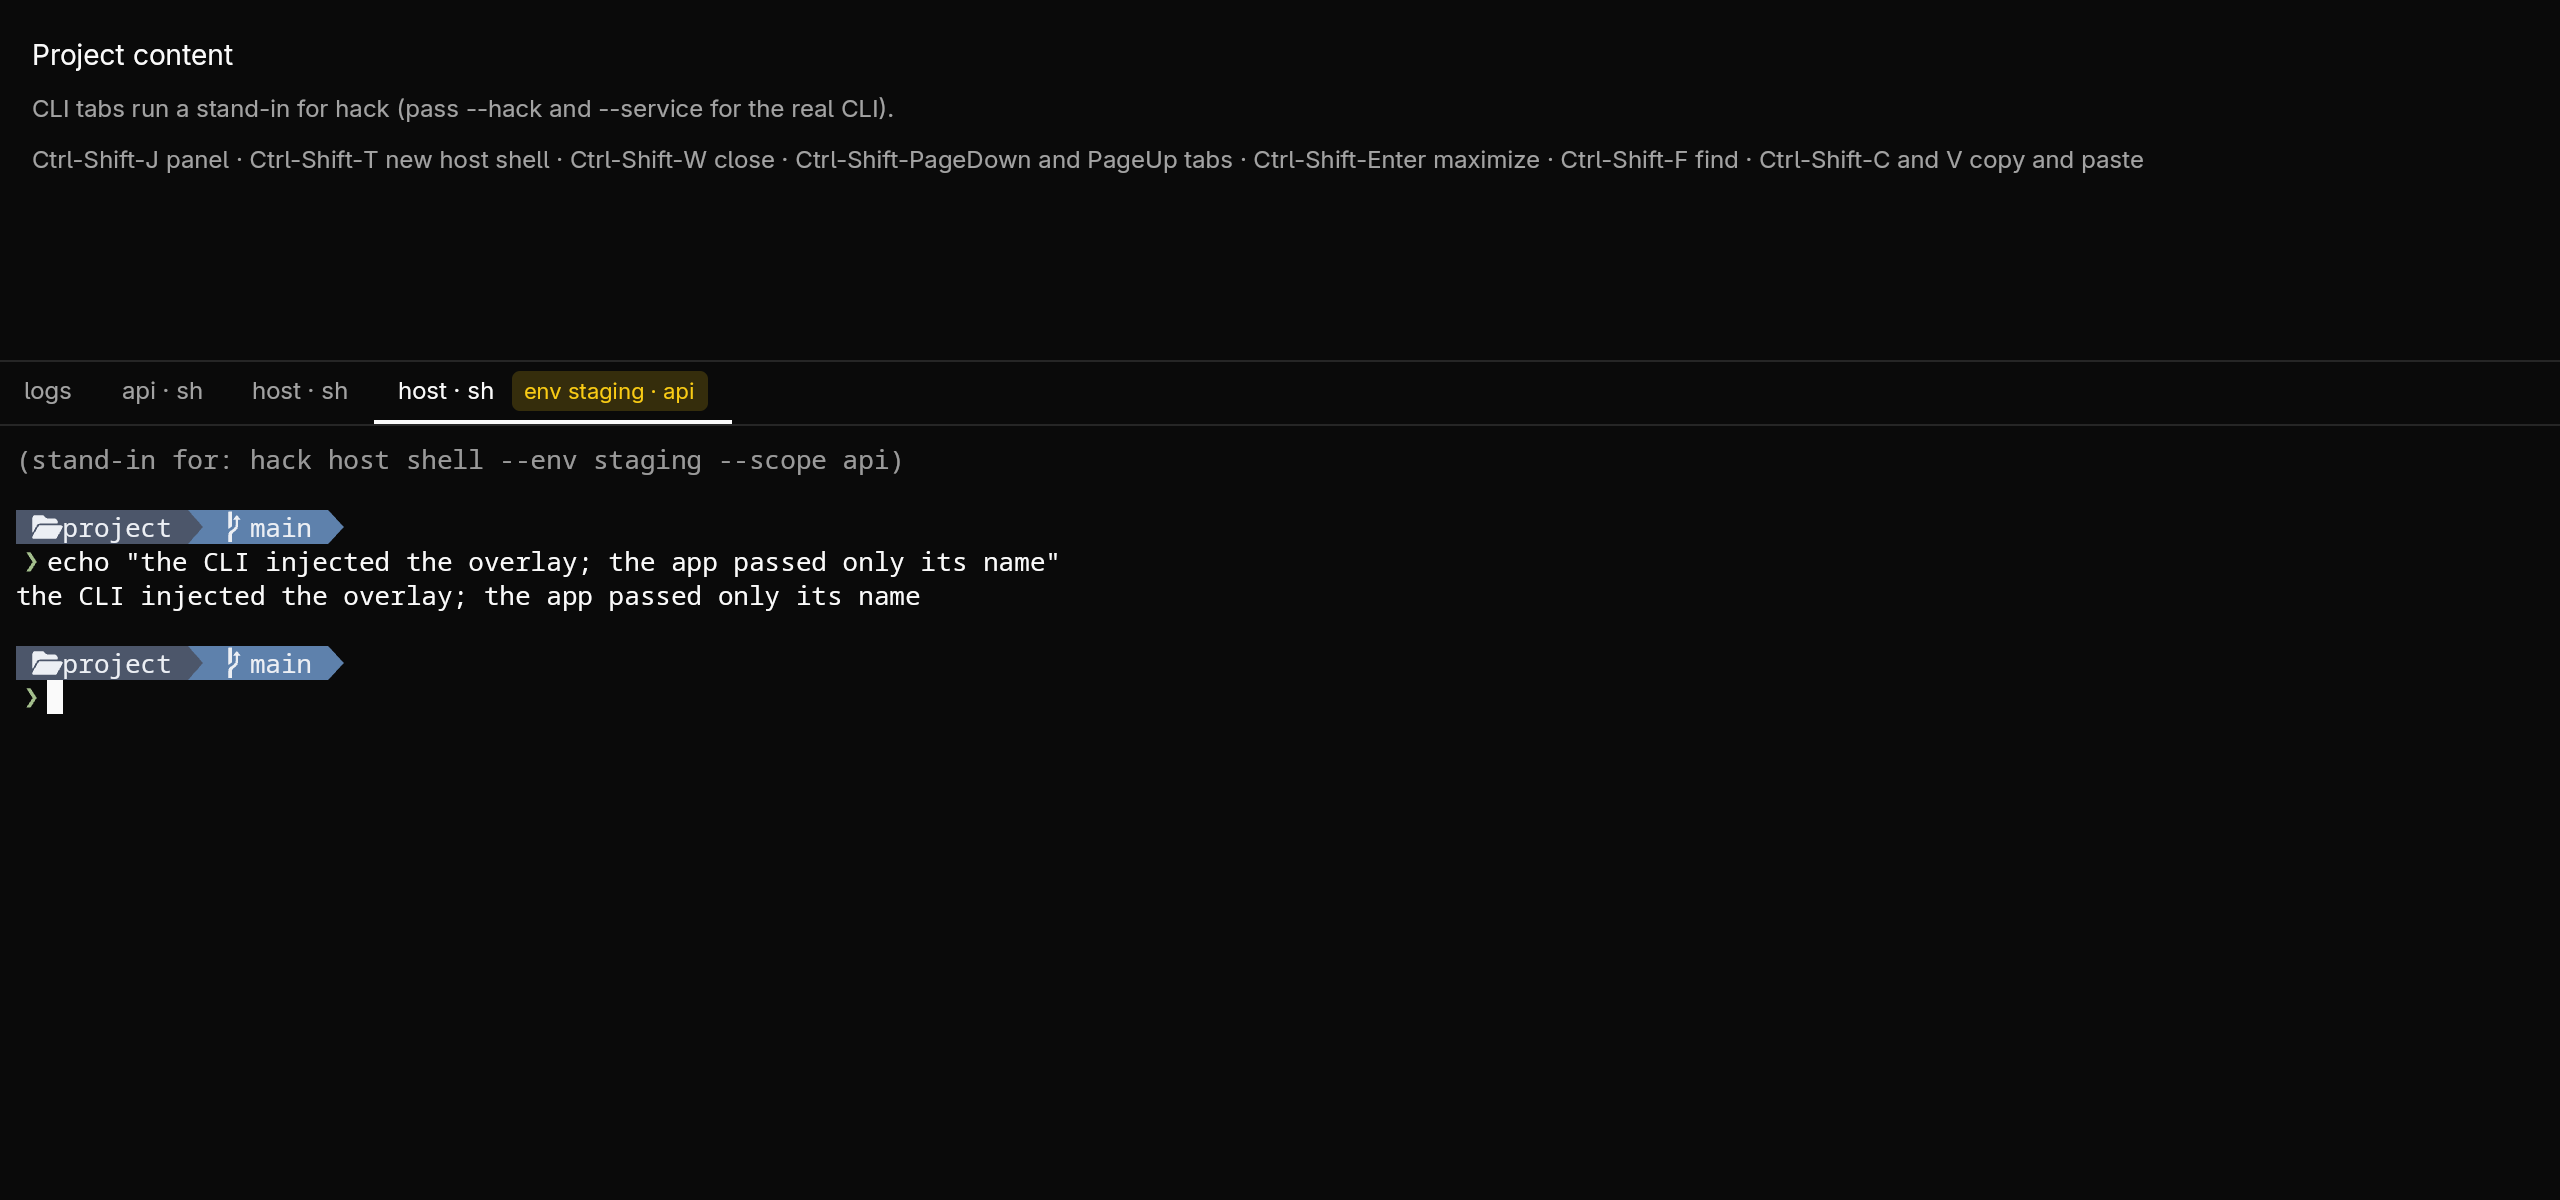 Project content
CLI tabs run a stand-in for hack (pass --hack and --service for the real CLI).
Ctrl-Shift-J panel · Ctrl-Shift-T new host shell · Ctrl-Shift-W close · Ctrl-Shift-PageDown and PageUp tabs · Ctrl-Shift-Enter maximize · Ctrl-Shift-F find · Ctrl-Shift-C and V copy and paste
logs api · sh host · sh host · sh env staging · api
(stand-in for: hack host shell --env staging --scope api)
project main
❯ echo "the CLI injected the overlay; the app passed only its name"
the CLI injected the overlay; the app passed only its name
project main
❯